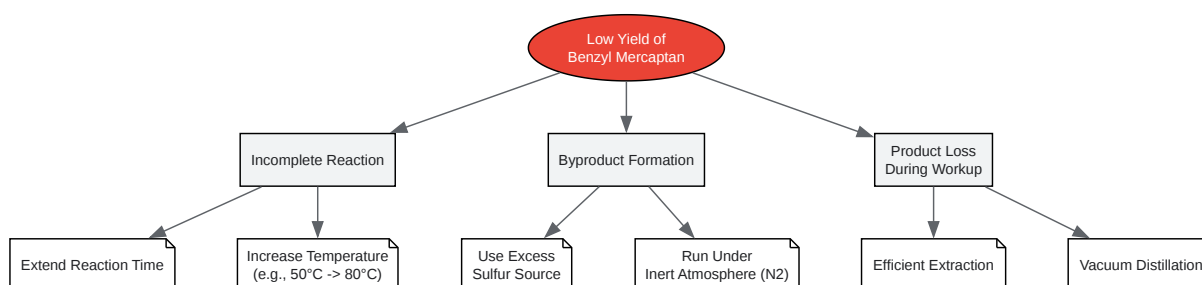 Low Yield of
Benzyl Mercaptan
Incomplete Reaction
Byproduct Formation
Product Loss
During Workup
Extend Reaction Time
Increase Temperature
(e.g., 50°C -> 80°C)
Use Excess
Sulfur Source
Run Under
Inert Atmosphere (N2)
Efficient Extraction
Vacuum Distillation